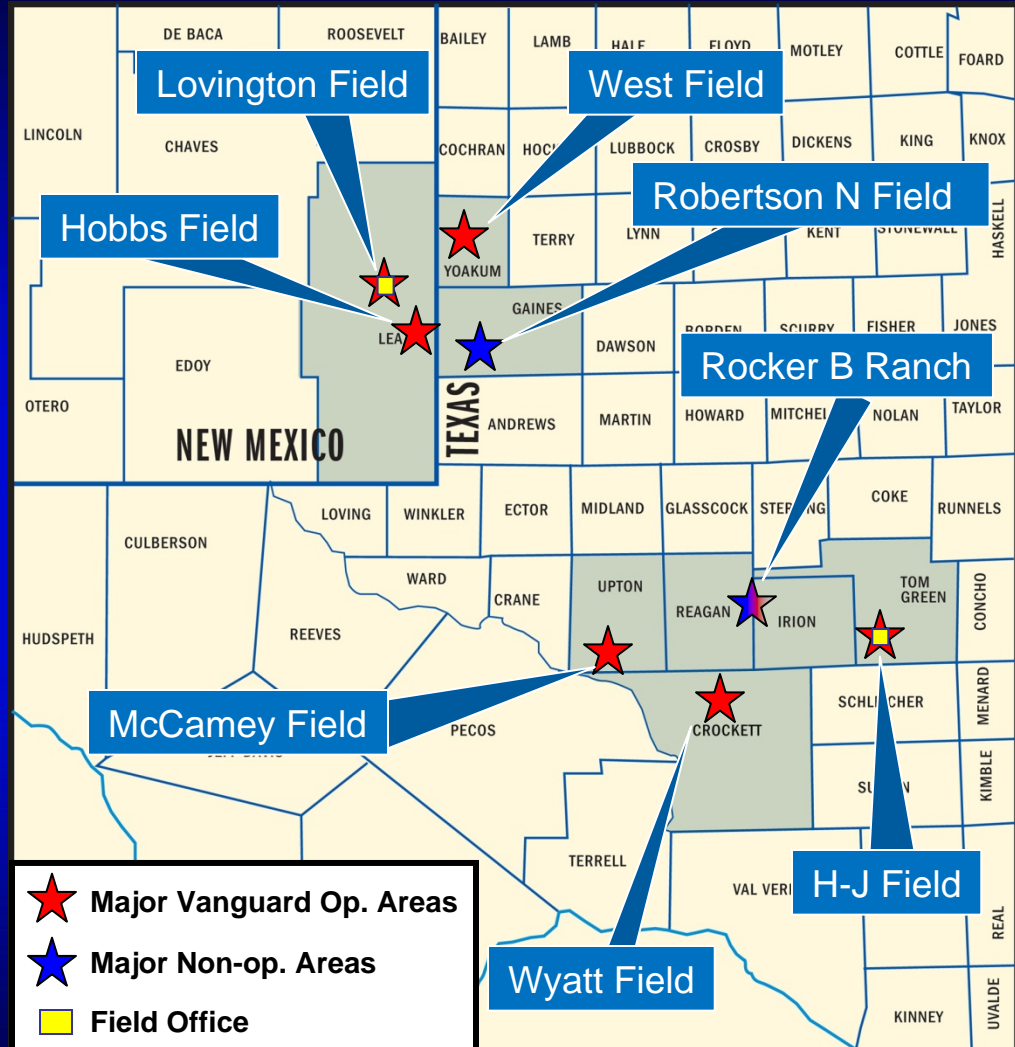 DE BACA
ROOSEVELT
BAILEY
LAMB
HALE
FLOYD
MOTLEY
COTTLE
FOARD
Lovington Field
West Field
LINCOLN
CHAVES
COCHRAN
LUBBOCK
CROSBY
DICKENS
KING
KNOX
Robertson N Field
HASKELL
Hobbs Field
TERRY
LYNN
KENT
STONEWALL
YOAKUM
GAINES
LEA
BORDEN
SCURRY
FISHER
JONES
EDOY
DAWSON
Rocker B Ranch
OTERO
NEW MEXICO
TEXAS
ANDREWS
MARTIN
HOWARD
MITCHEL
NOLAN
TAYLOR
LOVING
WINKLER
ECTOR
MIDLAND
GLASSCOCK
COKE
RUNNELS
CULBERSON
WARD
CRANE
UPTON
REAGAN
IRION
TOM
GREEN
CONCHO
HUDSPETH
REEVES
McCamey Field
PECOS
CROCKETT
MENARD
KIMBLE
TERRELL
VAL
H-J Field
REAL
Wyatt Field
KINNEY
UVALDE
Major Vanguard Op. Areas
Major Non-op. Areas
Field Office